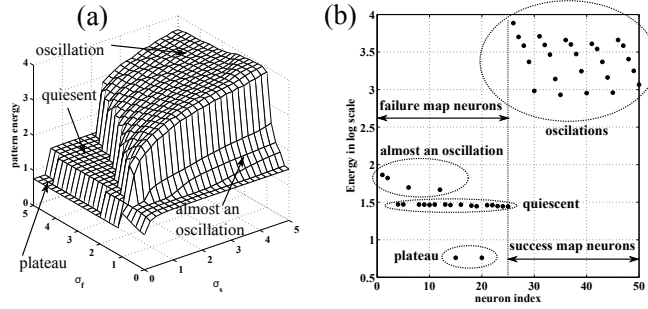 (a)
oscillation
quiesent
almost an
oscillation
plateau
pattern energy
4
3
2
1
0
5
4
3
2
1
0
σf
0
1
2
3
4
5
σs
(b)
Energy in log scale
4
3.5
3
2.5
2
1.5
1
0.5
failure map neurons
oscilations
almost an oscillation
quiescent
plateau
success map neurons
0
10
20
30
40
50
neuron index